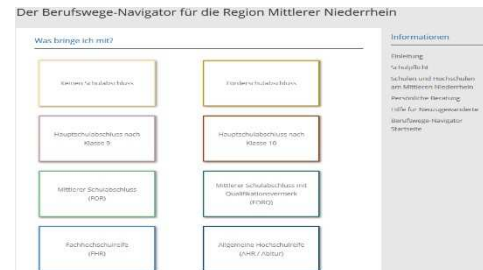 Der Berufswege-Navigator für die Region Mittlerer Niederrhein
Was bringe ich mit?
Keinen Schulabschluss
Förderschulabschluss
Hauptschulabschluss nach
Klasse 9
Hauptschulabschluss nach
Klasse 10
Mittlerer Schulabschluss
(FOR)
Mittlerer Schulabschluss mit
Qualifikationsvermerk
(FORQ)
Fachhochschulreife
(FHR)
Allgemeine Hochschulreife
(AHR / Abitur)
Informationen
Einleitung
Schulpflicht
Schulen und Hochschulen
am Mittleren Niederrhein
Persönliche Beratung
Hilfe für Neuzugewanderte
Berufswege-Navigator
Startseite